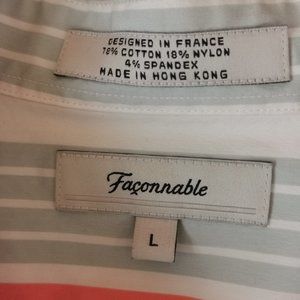 DESIGNED IN FRANCE
78% COTTON 18% NYLON
4% SPANDEX
MADE IN HONG KONG
Façonnable
L